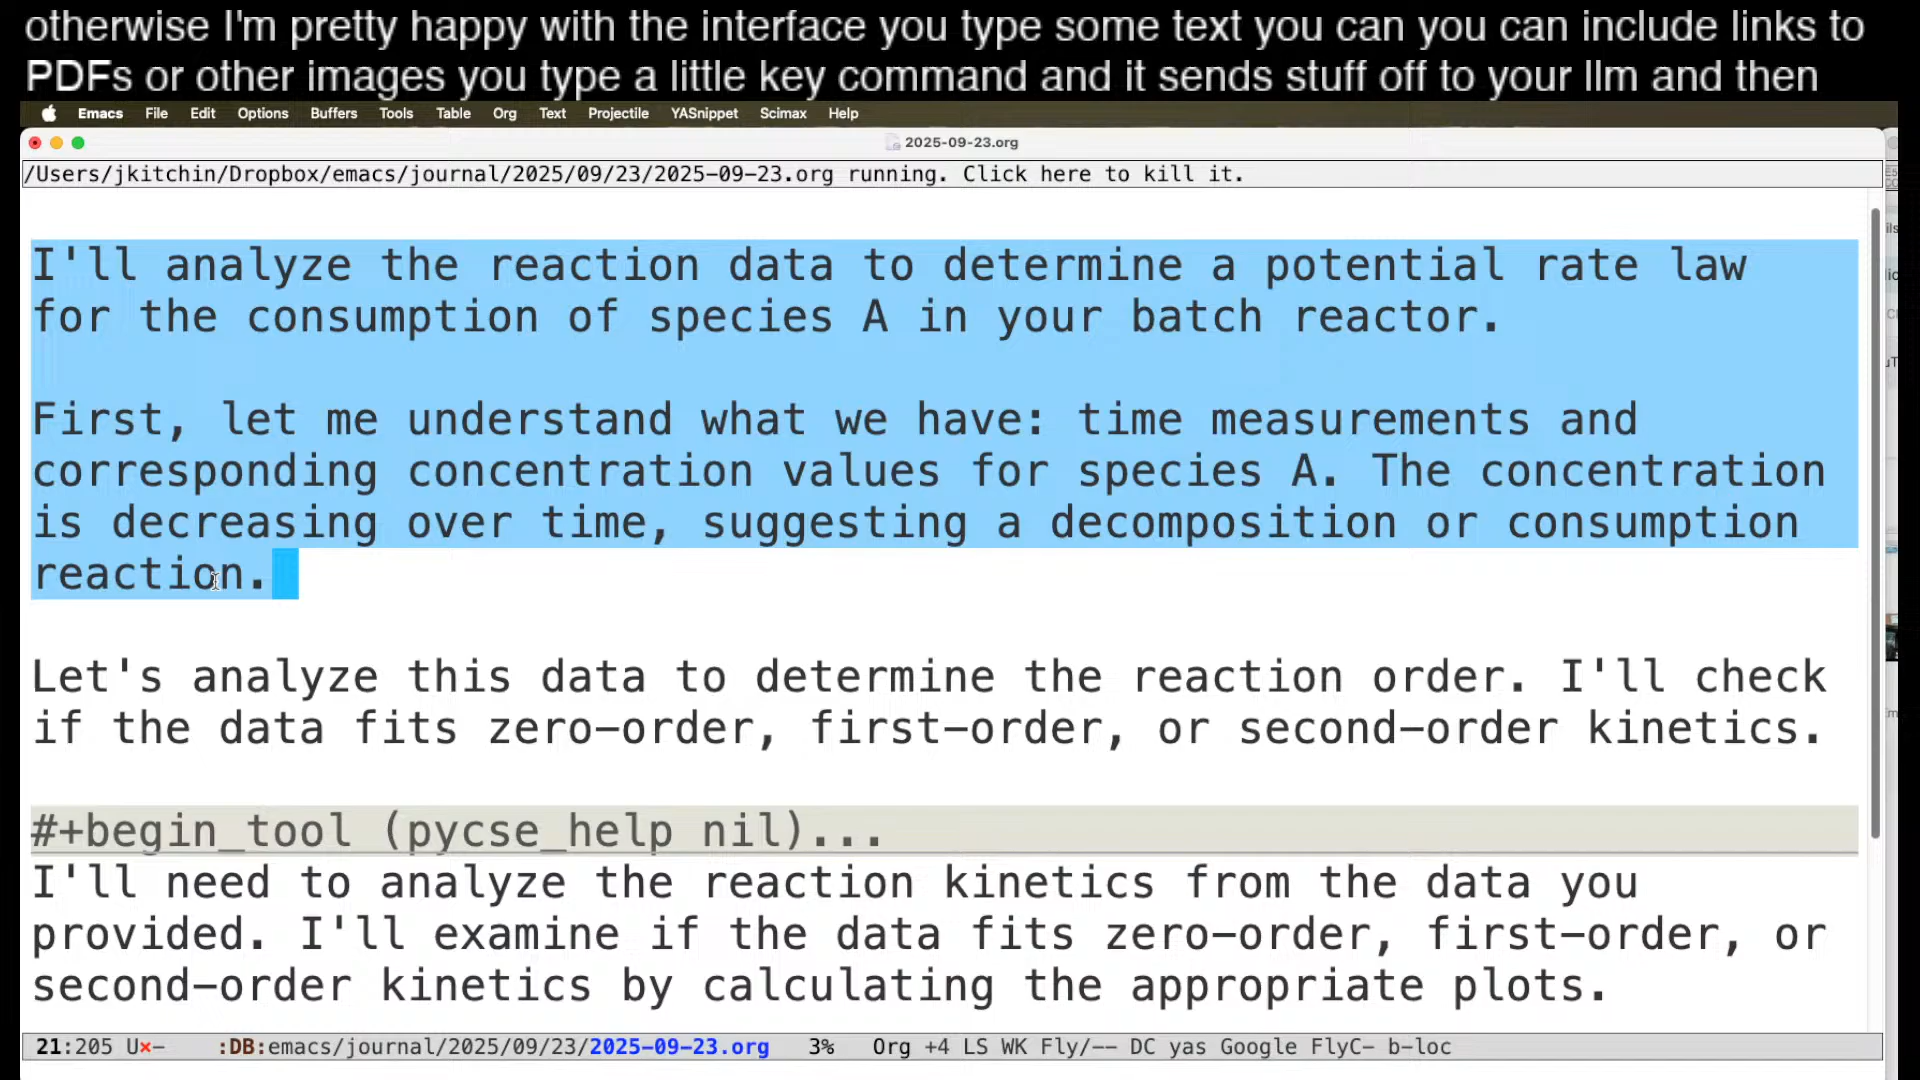 otherwise I'm pretty happy with the interface you type some text you can you can include links to
PDFs or other images you type a little key command and it sends stuff off to your llm and then
Emacs File Edit Options Buffers Tools Table Org Text Projectile YASnippet Scimax Help
2025-09-23.org
/Users/jkitchin/Dropbox/emacs/journal/2025/09/23/2025-09-23.org running. Click here to kill it.
I'll analyze the reaction data to determine a potential rate law
for the consumption of species A in your batch reactor.
First, let me understand what we have: time measurements and
corresponding concentration values for species A. The concentration
is decreasing over time, suggesting a decomposition or consumption
reaction.
Let's analyze this data to determine the reaction order. I'll check
if the data fits zero-order, first-order, or second-order kinetics.
#+begin_tool (pycse_help nil)...
I'll need to analyze the reaction kinetics from the data you
provided. I'll examine if the data fits zero-order, first-order, or
second-order kinetics by calculating the appropriate plots.
21:205 U×- :DB:emacs/journal/2025/09/23/2025-09-23.org 3% Org +4 LS WK Fly/-- DC yas Google FlyC- b-loc